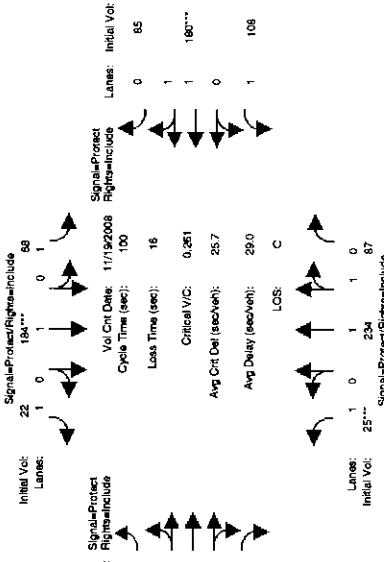 Signal=Protect/Rights=Include
Initial Vol: 22 184*** 68
Lanes: 1 0 1 0 1
Signal=Protect
Rights=Include
Vol Cnt Date: 11/19/2008
Cycle Time (sec): 100
Loss Time (sec): 16
Critical V/C: 0.251
Avg Crit Del (sec/veh): 25.7
Avg Delay (sec/veh): 29.0
LOS: C
Signal=Protect
Rights=Include
Lanes: Initial Vol:
0 65
1
1 180***
0
1 108
Lanes: 1 0 1 1 0
Initial Vol: 25*** 234 87
Signal=Protect/Rights=Include